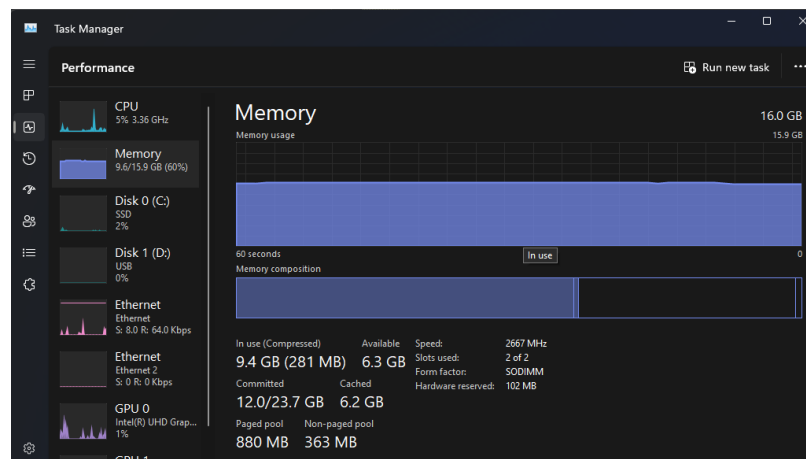 Task Manager
Performance
Run new task
CPU
5% 3.36 GHz
Memory
9.6/15.9 GB (60%)
Disk 0 (C:)
SSD
2%
Disk 1 (D:)
USB
0%
Ethernet
Ethernet
S: 8.0 R: 64.0 Kbps
Ethernet
Ethernet 2
S: 0 R: 0 Kbps
GPU 0
Intel(R) UHD Grap...
1%
Memory
16.0 GB
Memory usage
15.9 GB
60 seconds
In use
0
Memory composition
In use (Compressed)
9.4 GB (281 MB)
Available
6.3 GB
Committed
12.0/23.7 GB
Cached
6.2 GB
Paged pool
880 MB
Non-paged pool
363 MB
Speed: 2667 MHz
Slots used: 2 of 2
Form factor: SODIMM
Hardware reserved: 102 MB